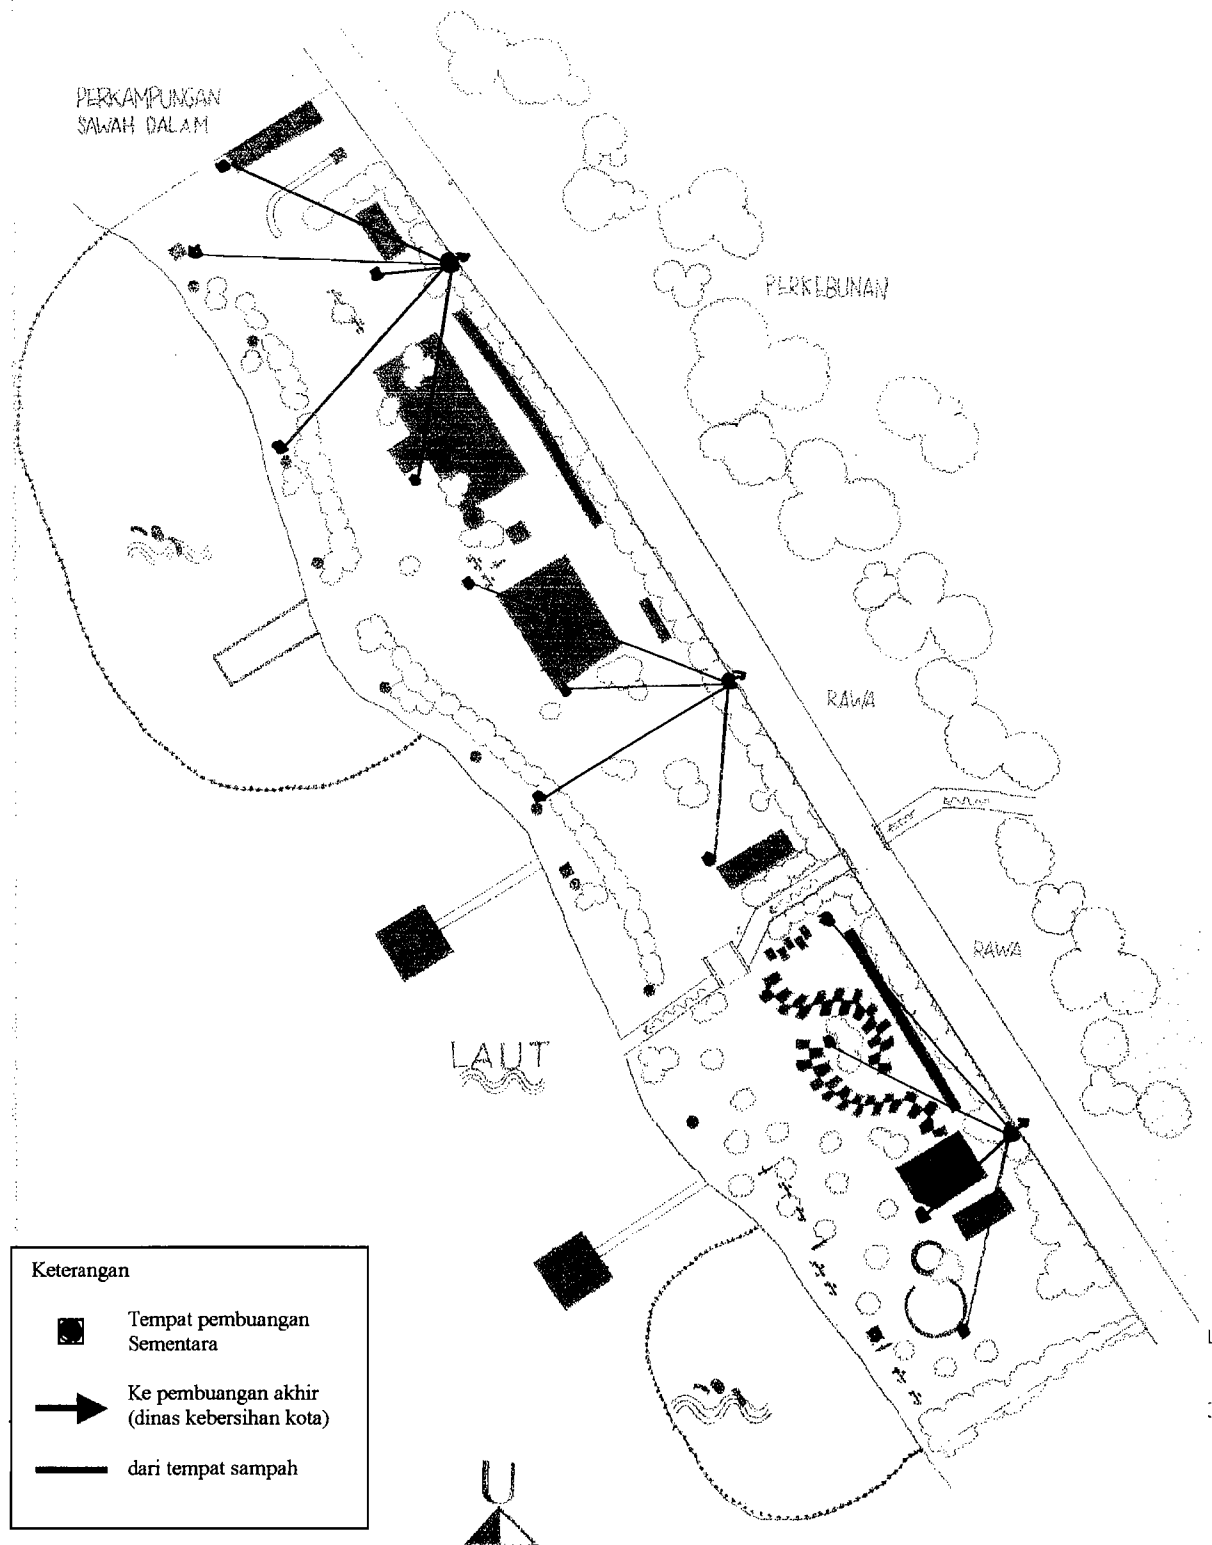 PERKAMPUNGAN
SAWAH DALAM
PERKEBUNAN
RAWA
RAWA
LAUT
Keterangan
Tempat pembuangan
Sementara
Ke pembuangan akhir
(dinas kebersihan kota)
dari tempat sampah
U